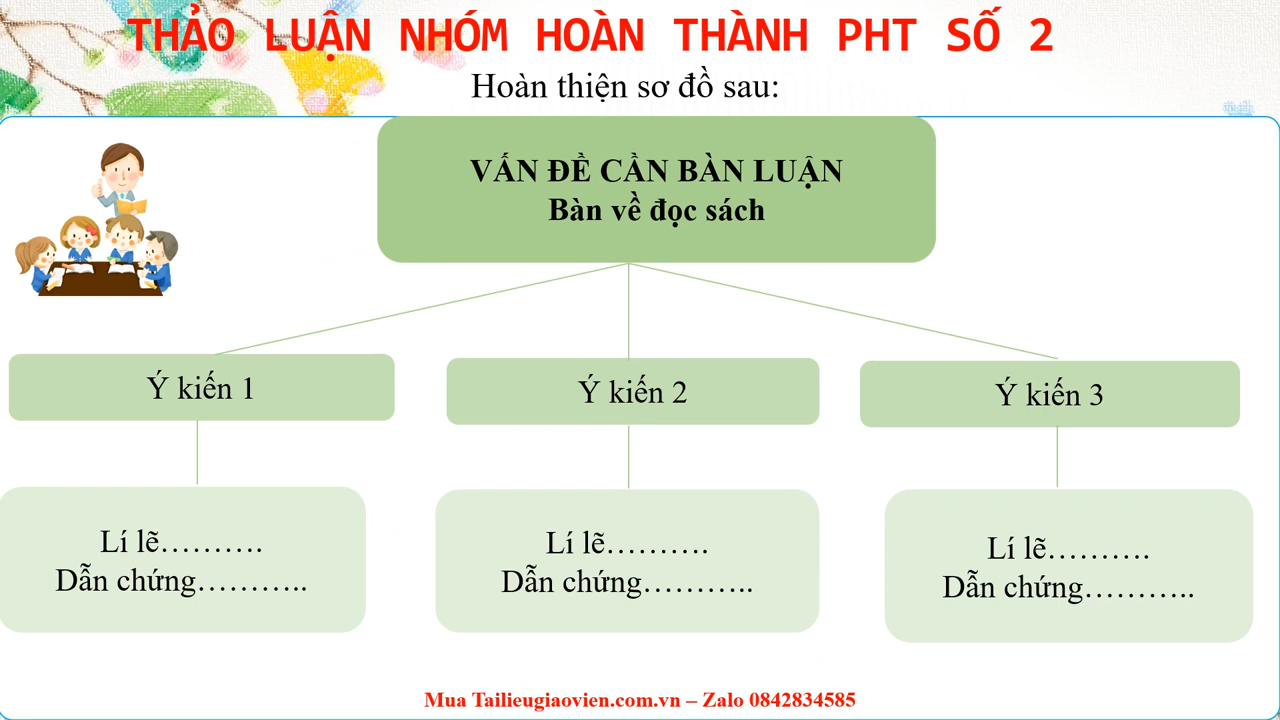 THẢO LUẬN NHÓM HOÀN THÀNH PHT SỐ 2
Hoàn thiện sơ đồ sau:
VẤN ĐỀ CẦN BÀN LUẬN
Bàn về đọc sách
Ý kiến 1
Ý kiến 2
Ý kiến 3
Lí lẽ……….
Dẫn chứng………..
Lí lẽ……….
Dẫn chứng………..
Lí lẽ……….
Dẫn chứng………..
Mua Tailieugiaovien.com.vn – Zalo 0842834585